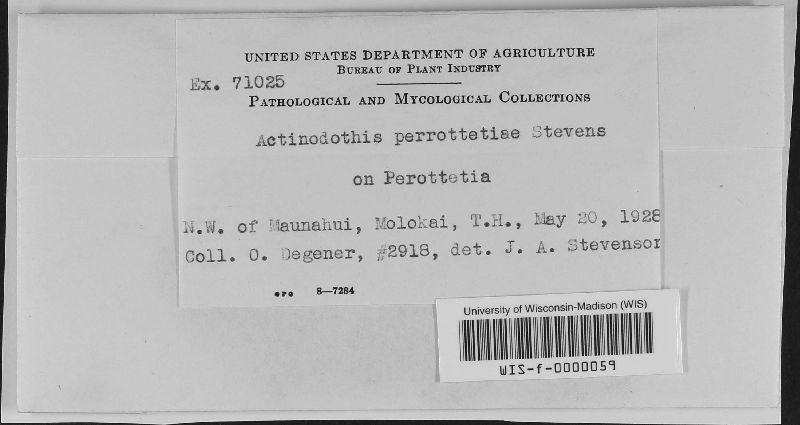 UNITED STATES DEPARTMENT OF AGRICULTURE
BUREAU OF PLANT INDUSTRY
Ex. 71025
PATHOLOGICAL AND MYCOLOGICAL COLLECTIONS
Actinodothis perrottetiae Stevens
on Perottetia
N.W. of Maunahui, Molokai, T.H., May 20, 1928
Coll. O. Degener, #2918, det. J. A. Stevenson
GPO 8—7284
University of Wisconsin-Madison (WIS)
WIS-f-0000059